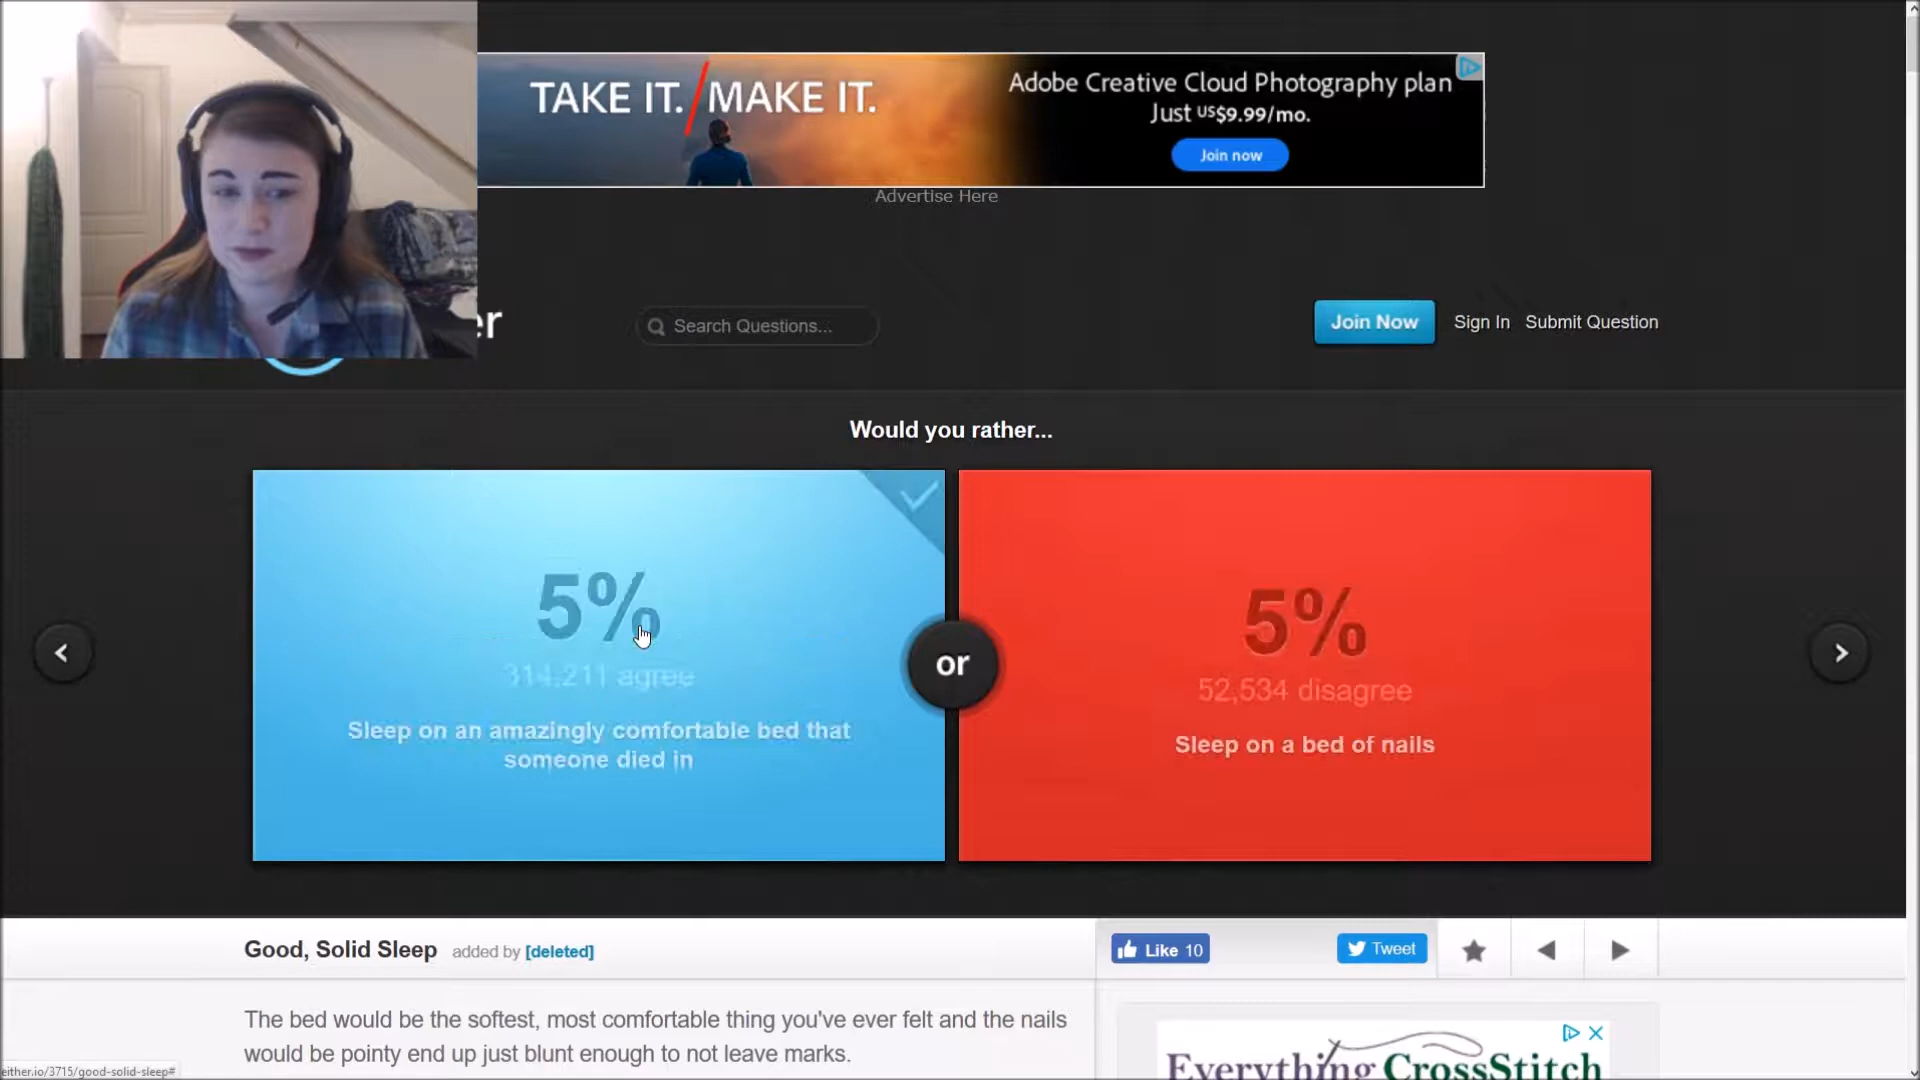 TAKE IT. / MAKE IT.
Adobe Creative Cloud Photography plan
Just US$9.99/mo.
Join now
Advertise Here
er
Search Questions...
Join Now
Sign In
Submit Question
Would you rather...
5%
314,211 agree
Sleep on an amazingly comfortable bed that
someone died in
or
5%
52,534 disagree
Sleep on a bed of nails
Good, Solid Sleep added by [deleted]
Like 10
Tweet
The bed would be the softest, most comfortable thing you've ever felt and the nails
would be pointy end up just blunt enough to not leave marks.
Everything CrossStitch
either.io/3715/good-solid-sleep#